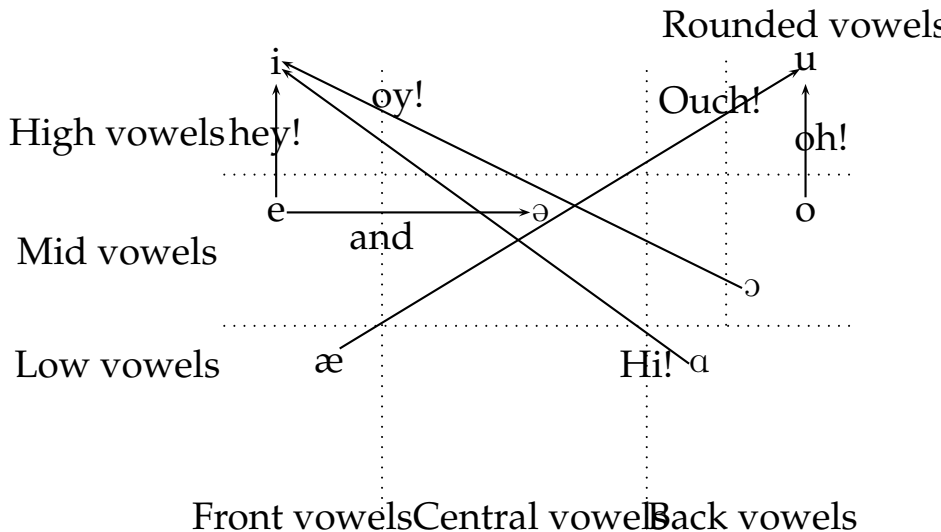 Rounded vowels
i u
oy! Ouch!
High vowels hey! oh!
e ə o
and
Mid vowels
ɔ
Low vowels æ Hi! ɑ
Front vowels Central vowels Back vowels